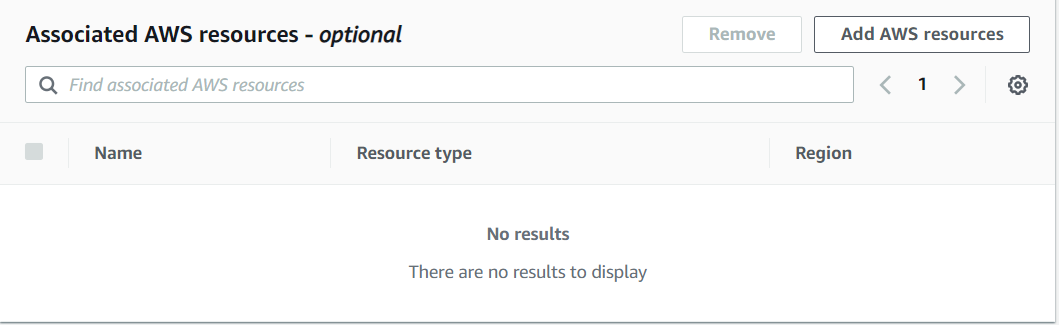 Associated AWS resources - optional
Remove
Add AWS resources
Find associated AWS resources
1
Name
Resource type
Region
No results
There are no results to display